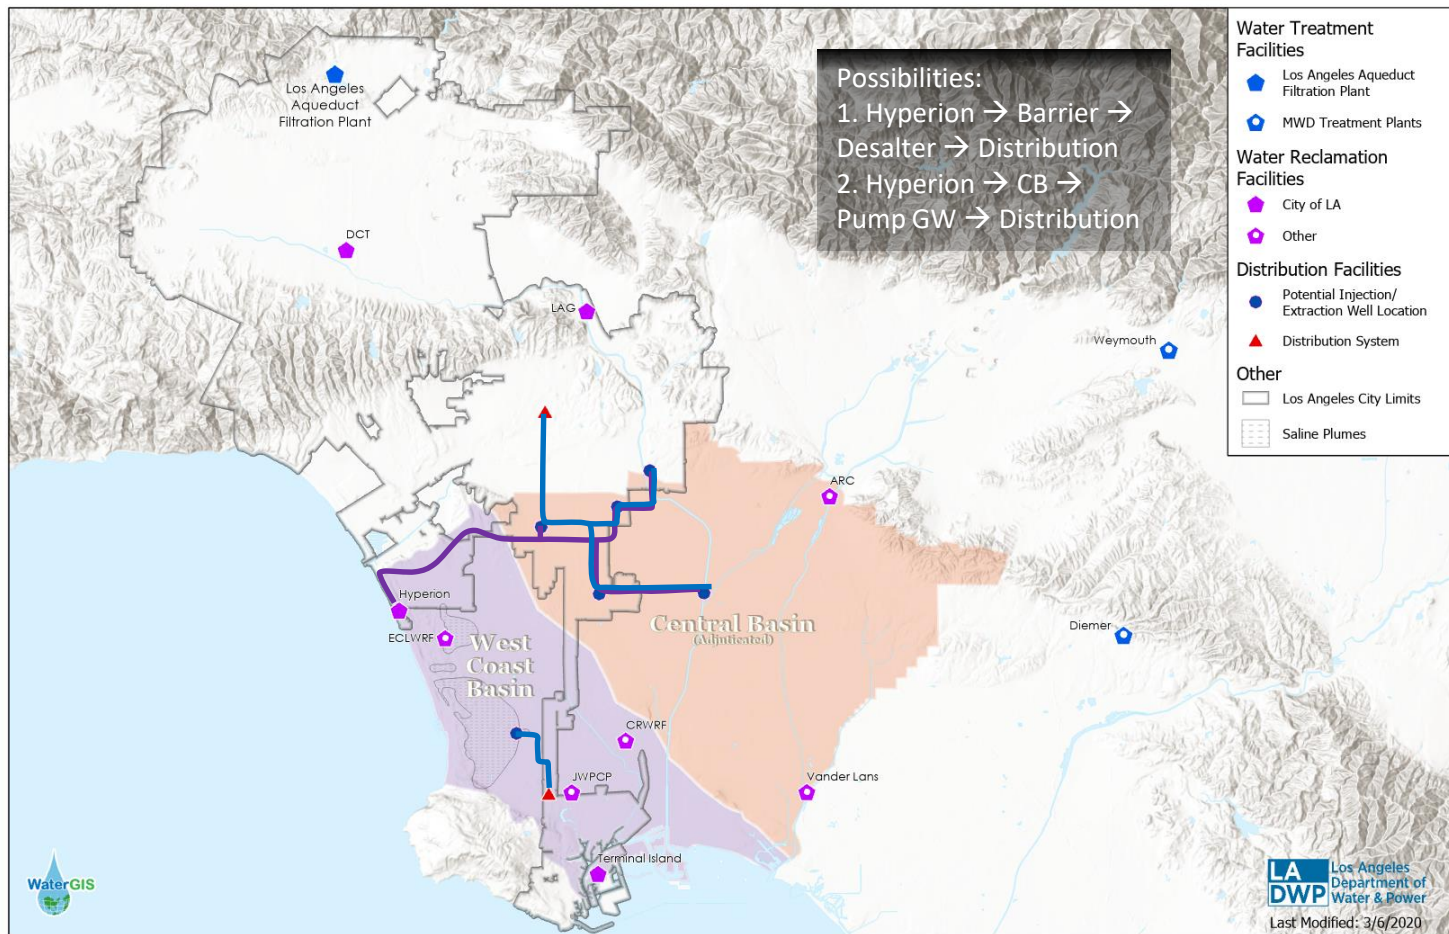 Los Angeles
Aqueduct
Filtration Plant
DCT
LAG
Possibilities:
1. Hyperion → Barrier →
Desalter → Distribution
2. Hyperion → CB →
Pump GW → Distribution
Weymouth
ARC
Hyperion
ECLWRF
West
Coast
Basin
Central Basin
(Adjuticated)
Diemer
CRWRF
JWPCP
Vander Lans
Terminal Island
Water Treatment
Facilities
Los Angeles Aqueduct
Filtration Plant
MWD Treatment Plants
Water Reclamation
Facilities
City of LA
Other
Distribution Facilities
Potential Injection/
Extraction Well Location
Distribution System
Other
Los Angeles City Limits
Saline Plumes
WaterGIS
LA
DWP
Los Angeles
Department of
Water & Power
Last Modified: 3/6/2020